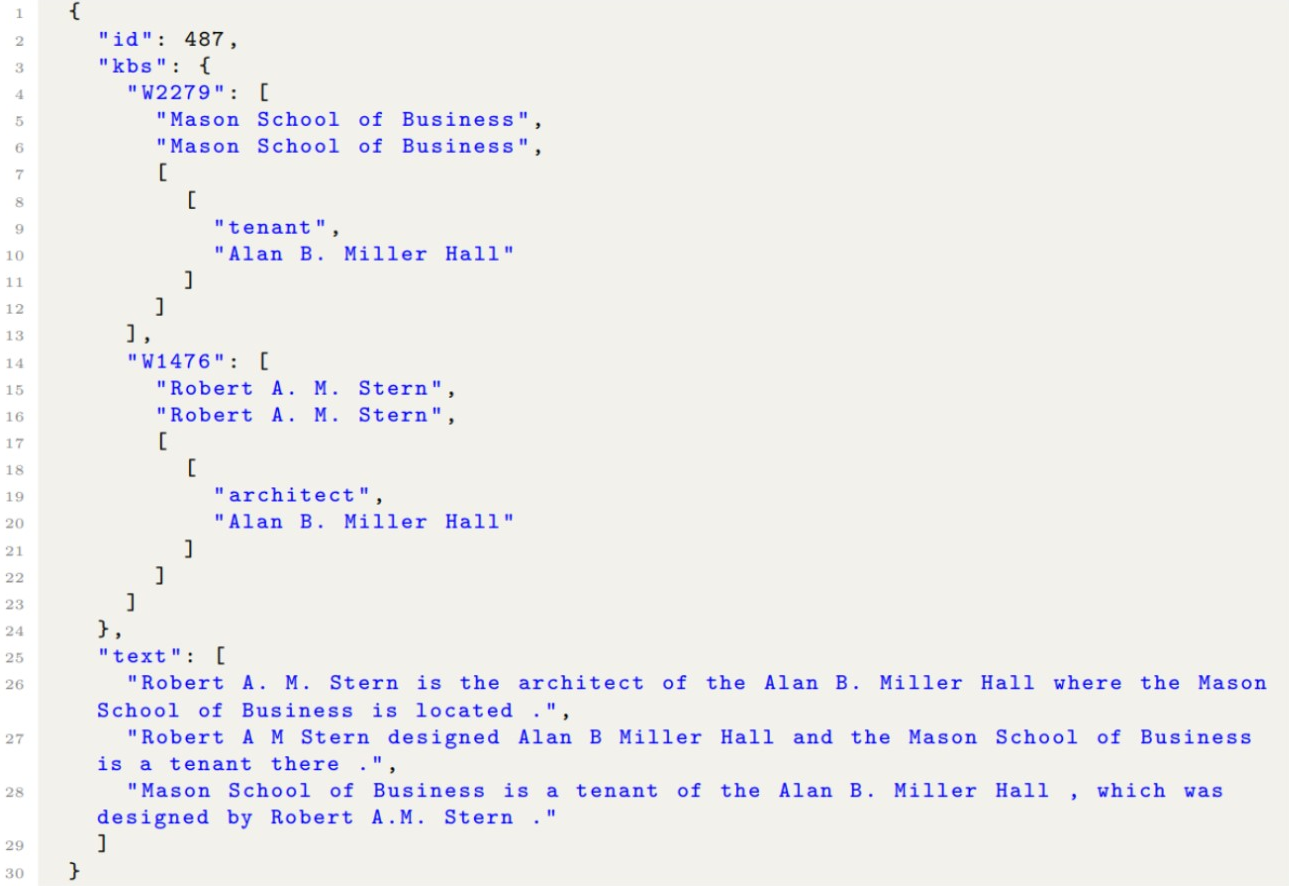 1 {
2 "id": 487,
3 "kbs": {
4 "W2279": [
5 "Mason School of Business",
6 "Mason School of Business",
7 [
8 [
9 "tenant",
10 "Alan B. Miller Hall"
11 ]
12 ]
13 ],
14 "W1476": [
15 "Robert A. M. Stern",
16 "Robert A. M. Stern",
17 [
18 [
19 "architect",
20 "Alan B. Miller Hall"
21 ]
22 ]
23 ]
24 },
25 "text": [
26 "Robert A. M. Stern is the architect of the Alan B. Miller Hall where the Mason
School of Business is located .",
27 "Robert A M Stern designed Alan B Miller Hall and the Mason School of Business
is a tenant there .",
28 "Mason School of Business is a tenant of the Alan B. Miller Hall , which was
designed by Robert A.M. Stern ."
29 ]
30 }